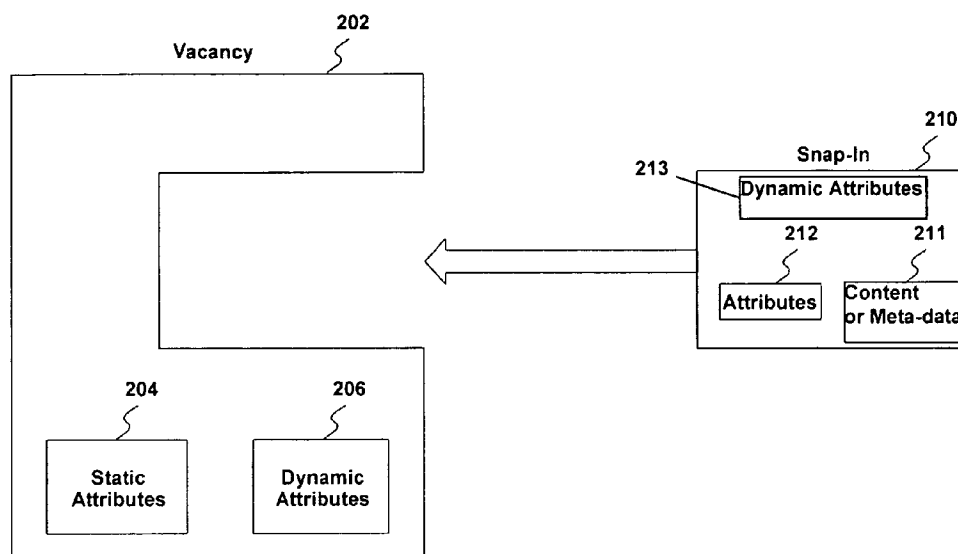 202
Vacancy
210
Snap-In
213
Dynamic Attributes
212
211
Attributes
Content
or Meta-data
204
206
Static
Attributes
Dynamic
Attributes